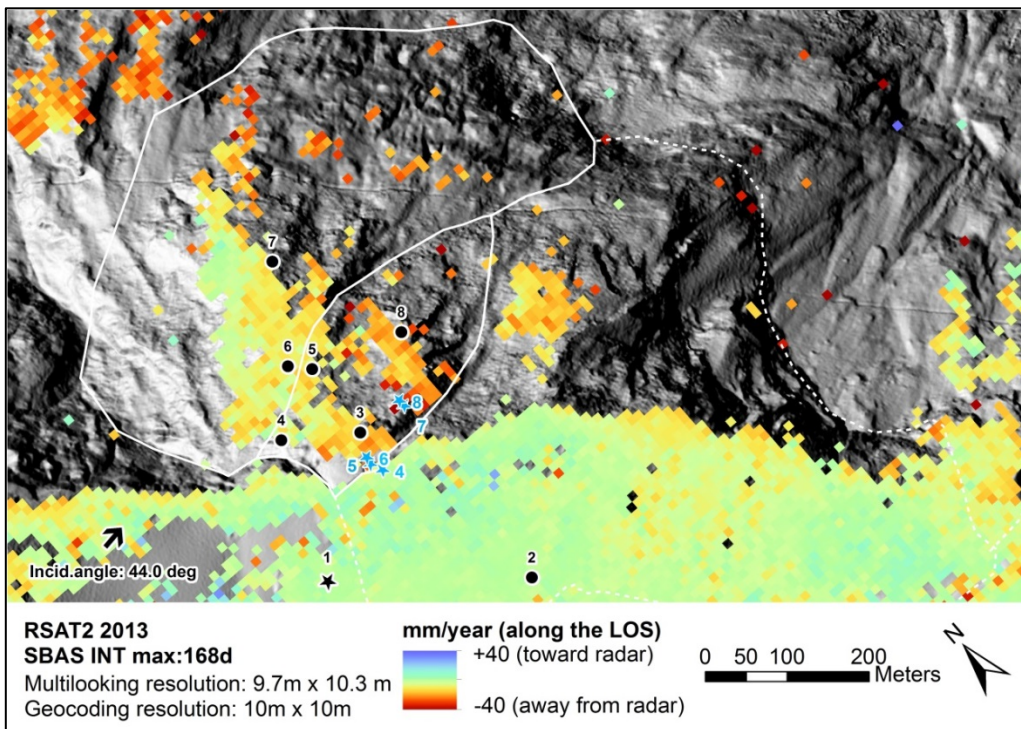 7
8
6
5
8
7
3
4
5
6
4
1
2
Incid.angle: 44.0 deg
RSAT2 2013
SBAS INT max:168d
Multilooking resolution: 9.7m x 10.3 m
Geocoding resolution: 10m x 10m
mm/year (along the LOS)
+40 (toward radar)
-40 (away from radar)
0 50 100 200
Meters
N